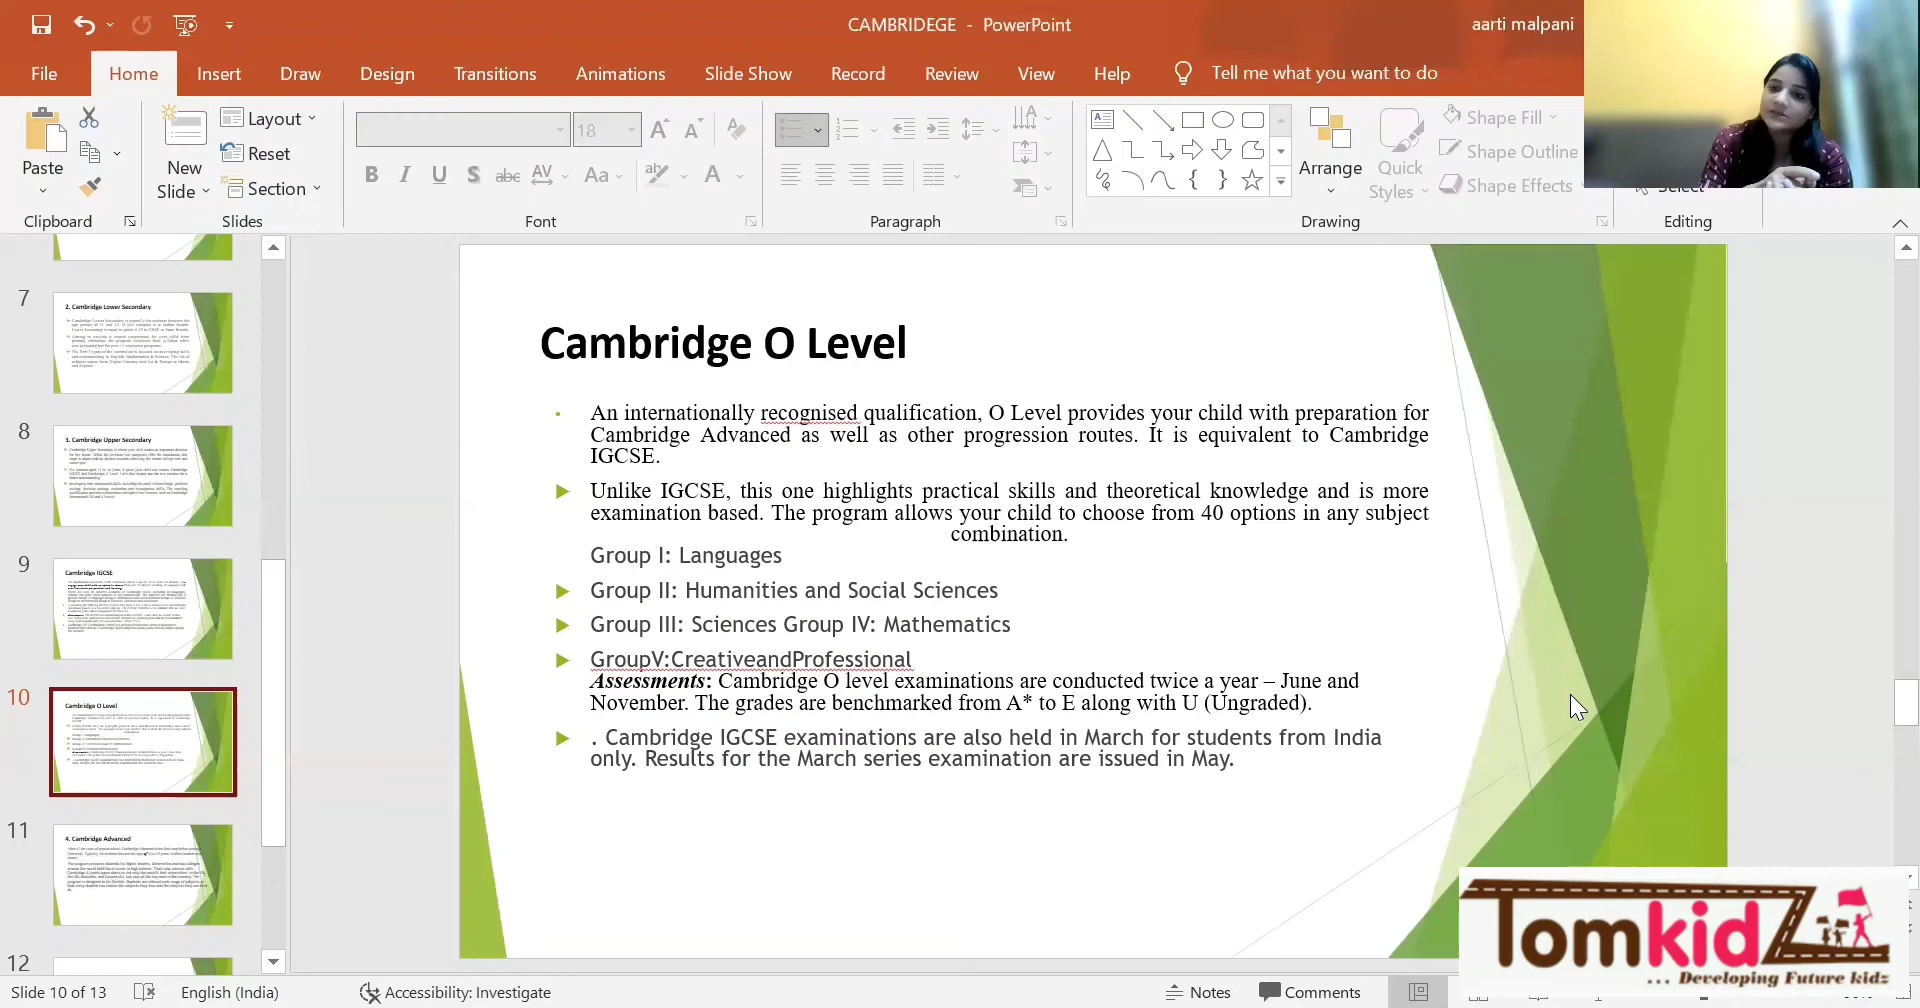 CAMBRIDEGE - PowerPoint
aarti malpani
File
Home
Insert
Draw
Design
Transitions
Animations
Slide Show
Record
Review
View
Help
Tell me what you want to do
Paste
Clipboard
New
Slide
Layout
Reset
Section
Slides
18
B I U S abc AV Aa A
Font
Paragraph
Arrange
Quick
Styles
Shape Fill
Shape Outline
Shape Effects
Drawing
Select
Editing
7
2. Cambridge Lower Secondary
8
3. Cambridge Upper Secondary
9
Cambridge IGCSE
10
Cambridge O Level
11
4. Cambridge Advanced
12
Cambridge O Level
An internationally recognised qualification, O Level provides your child with preparation for
Cambridge Advanced as well as other progression routes. It is equivalent to Cambridge
IGCSE.
Unlike IGCSE, this one highlights practical skills and theoretical knowledge and is more
examination based. The program allows your child to choose from 40 options in any subject
combination.
Group I: Languages
Group II: Humanities and Social Sciences
Group III: Sciences Group IV: Mathematics
GroupV:CreativeandProfessional
Assessments: Cambridge O level examinations are conducted twice a year – June and
November. The grades are benchmarked from A* to E along with U (Ungraded).
. Cambridge IGCSE examinations are also held in March for students from India
only. Results for the March series examination are issued in May.
TomkidZ
... Developing Future kidz
Slide 10 of 13
English (India)
Accessibility: Investigate
Notes
Comments